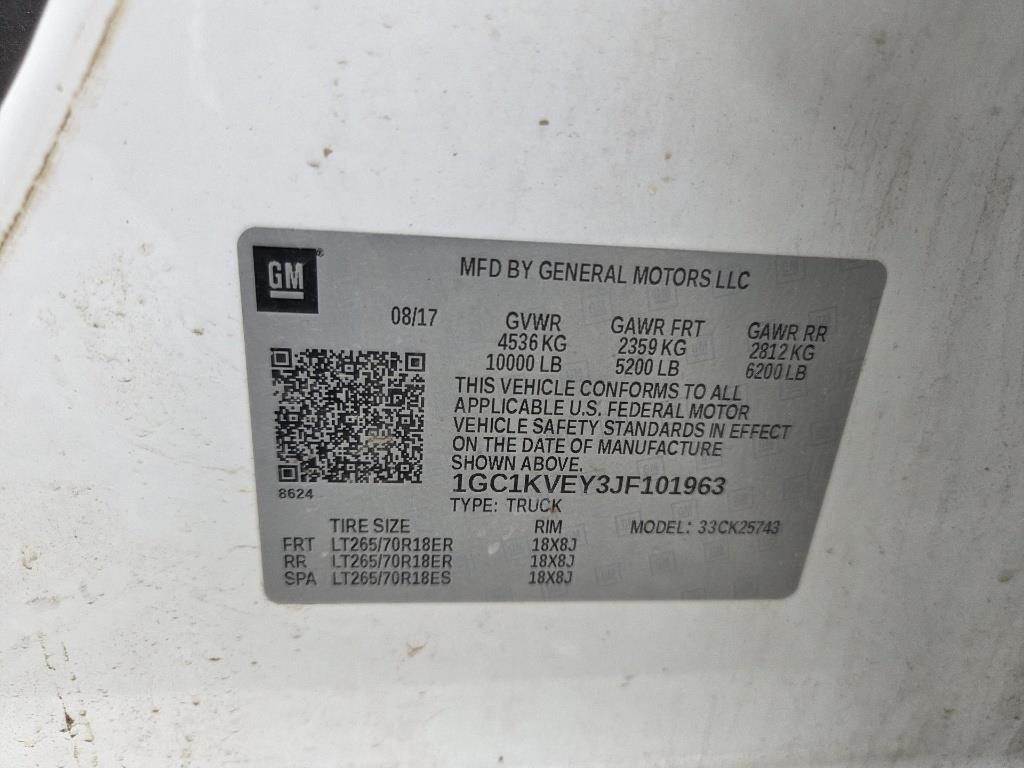 GM
MFD BY GENERAL MOTORS LLC
08/17
GVWR GAWR FRT GAWR RR
4536 KG 2359 KG 2812 KG
10000 LB 5200 LB 6200 LB
THIS VEHICLE CONFORMS TO ALL
APPLICABLE U.S. FEDERAL MOTOR
VEHICLE SAFETY STANDARDS IN EFFECT
ON THE DATE OF MANUFACTURE
SHOWN ABOVE.
8624
1GC1KVEY3JF101963
TYPE: TRUCK
TIRE SIZE RIM MODEL: 33CK25743
FRT LT265/70R18ER 18X8J
RR LT265/70R18ER 18X8J
SPA LT265/70R18ES 18X8J